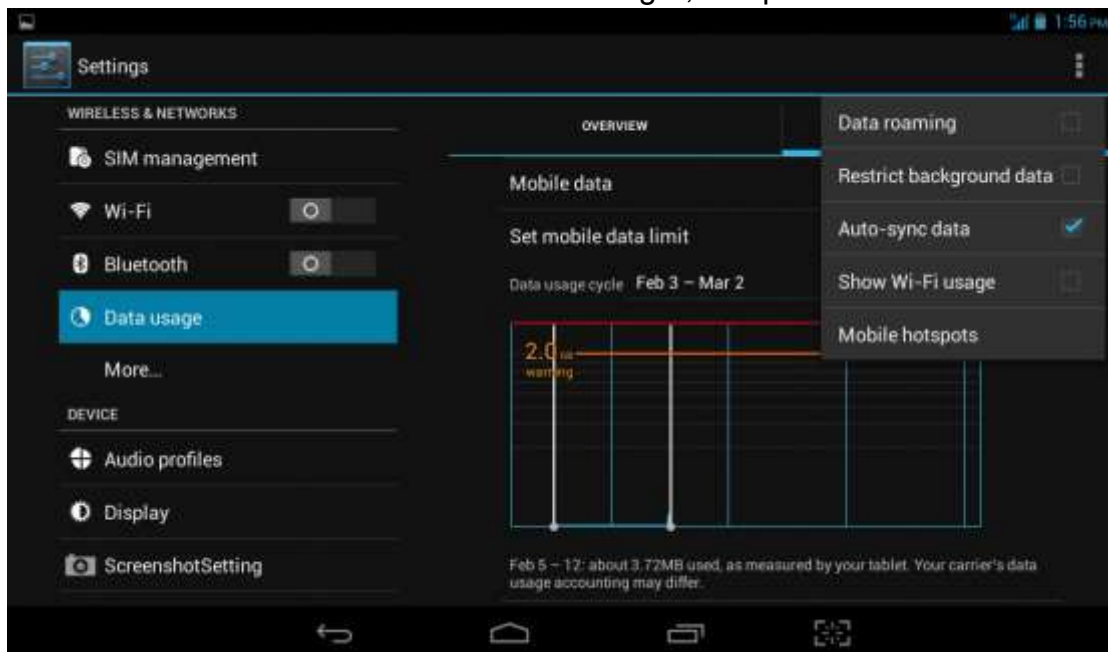 1:56 PM
Settings
WIRELESS & NETWORKS
SIM management
Wi-Fi
Bluetooth
Data usage
More...
DEVICE
Audio profiles
Display
ScreenshotSetting
OVERVIEW
Mobile data
Set mobile data limit
Data usage cycle Feb 3 – Mar 2
2.0 GB
warning
Feb 5 – 12: about 3.72MB used, as measured by your tablet. Your carrier's data
usage accounting may differ.
Data roaming
Restrict background data
Auto-sync data
Show Wi-Fi usage
Mobile hotspots